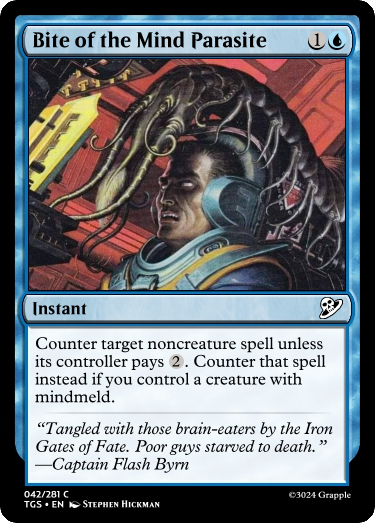 Bite of the Mind Parasite 1
Instant
Counter target noncreature spell unless
its controller pays 2. Counter that spell
instead if you control a creature with
mindmeld.
“Tangled with those brain-eaters by the Iron
Gates of Fate. Poor guys starved to death.”
—Captain Flash Byrn
042/281 C
TGS • EN Stephen Hickman
©3024 Grapple